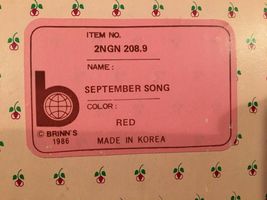 ITEM NO.
2NGN 208.9
NAME:
SEPTEMBER SONG
COLOR:
RED
b
© BRINN'S
1986
MADE IN KOREA